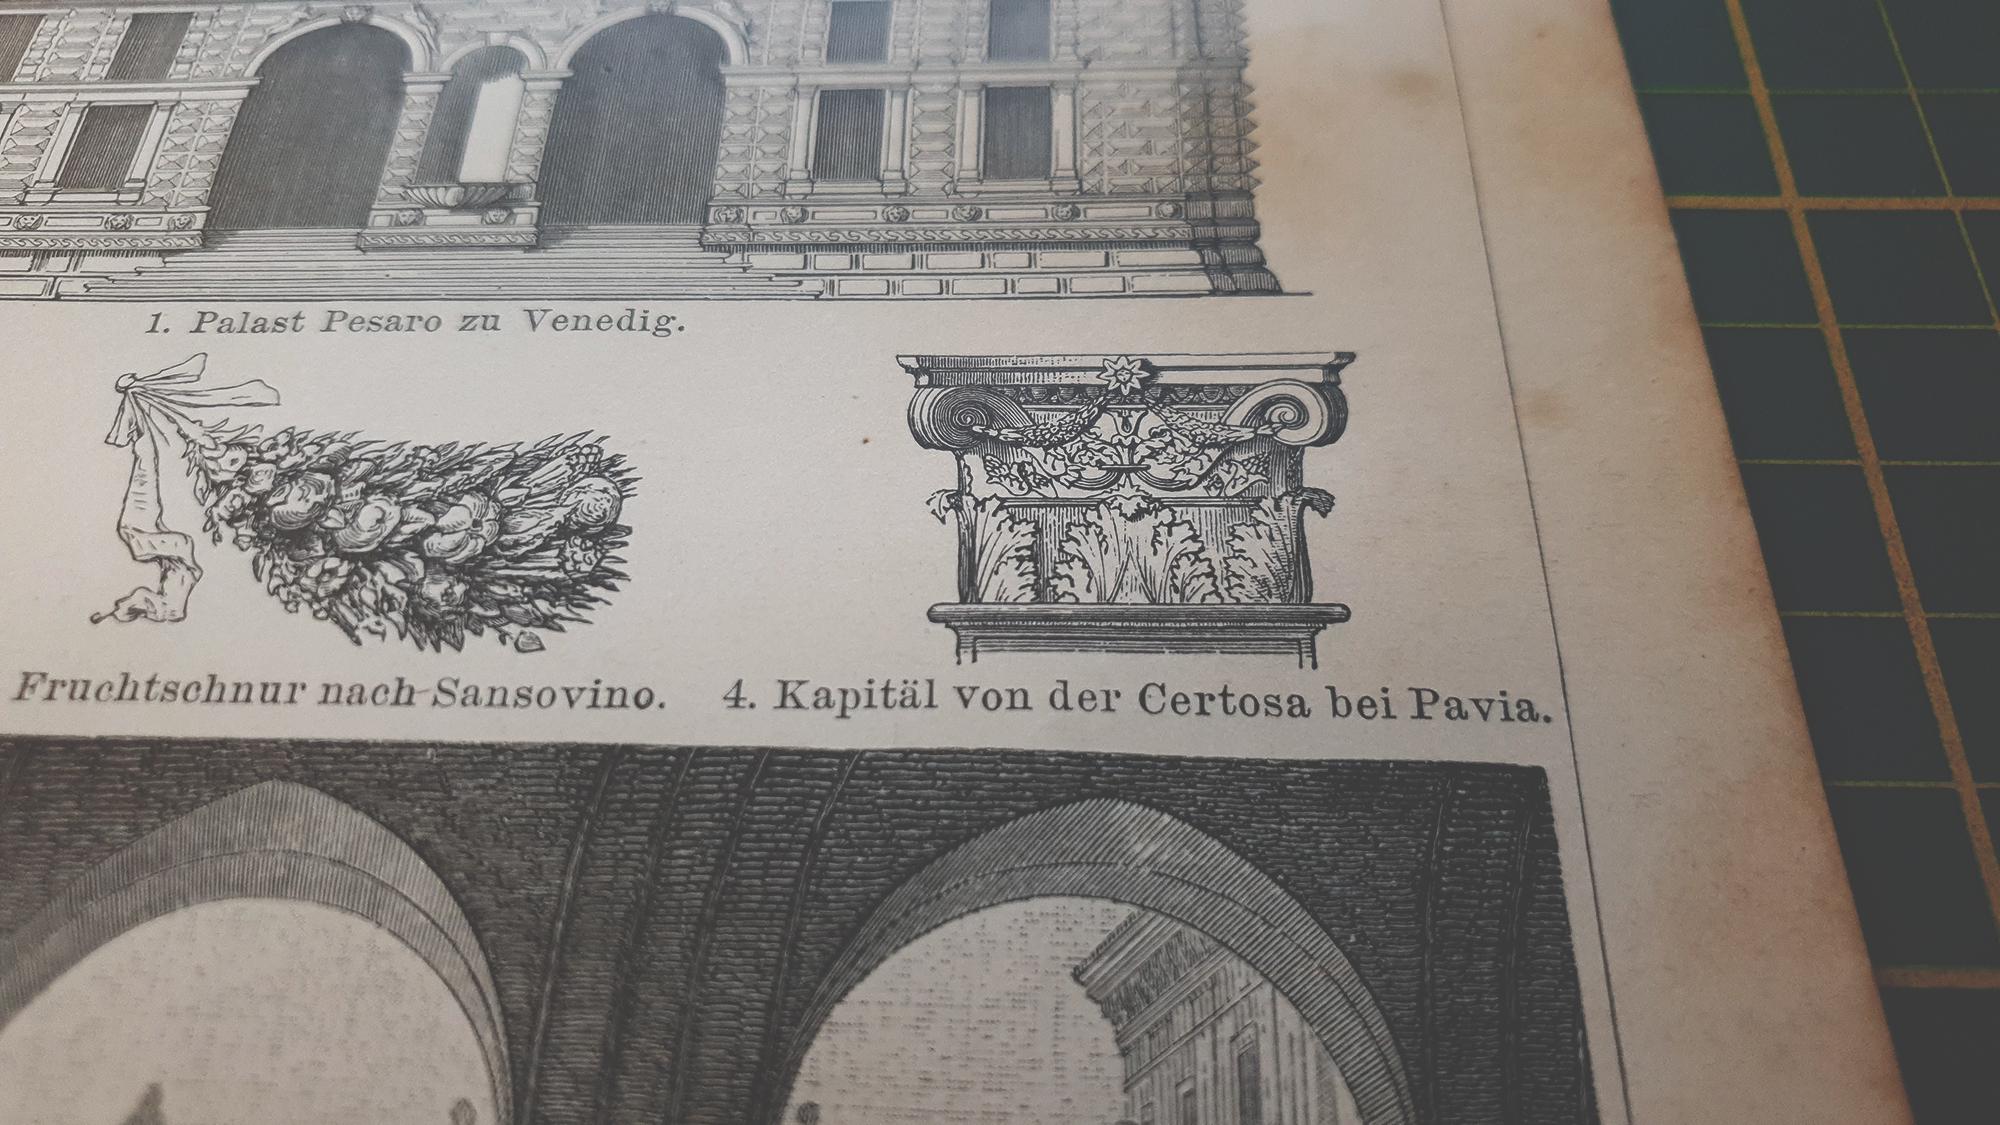 1. Palast Pesaro zu Venedig.
Fruchtschnur nach Sansovino. 4. Kapitäl von der Certosa bei Pavia.